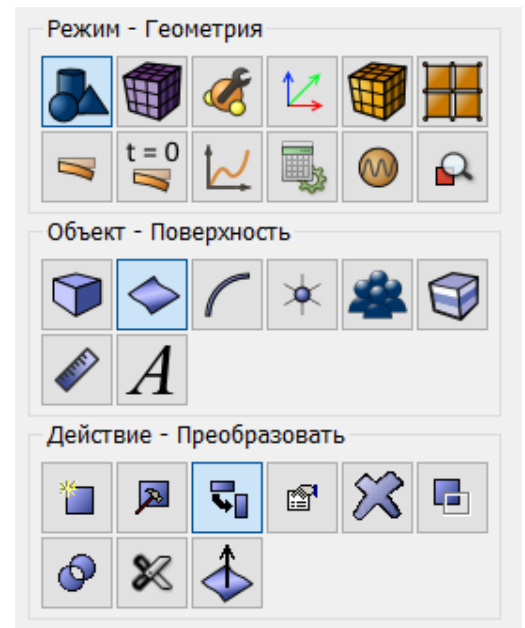 Режим - Геометрия
t = 0
Объект - Поверхность
A
Действие - Преобразовать